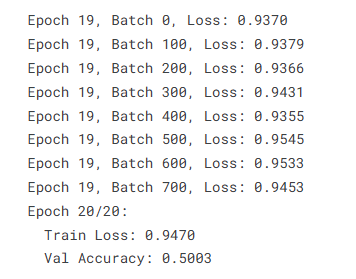 Epoch 19, Batch 0, Loss: 0.9370
Epoch 19, Batch 100, Loss: 0.9379
Epoch 19, Batch 200, Loss: 0.9366
Epoch 19, Batch 300, Loss: 0.9431
Epoch 19, Batch 400, Loss: 0.9355
Epoch 19, Batch 500, Loss: 0.9545
Epoch 19, Batch 600, Loss: 0.9533
Epoch 19, Batch 700, Loss: 0.9453
Epoch 20/20:
  Train Loss: 0.9470
  Val Accuracy: 0.5003